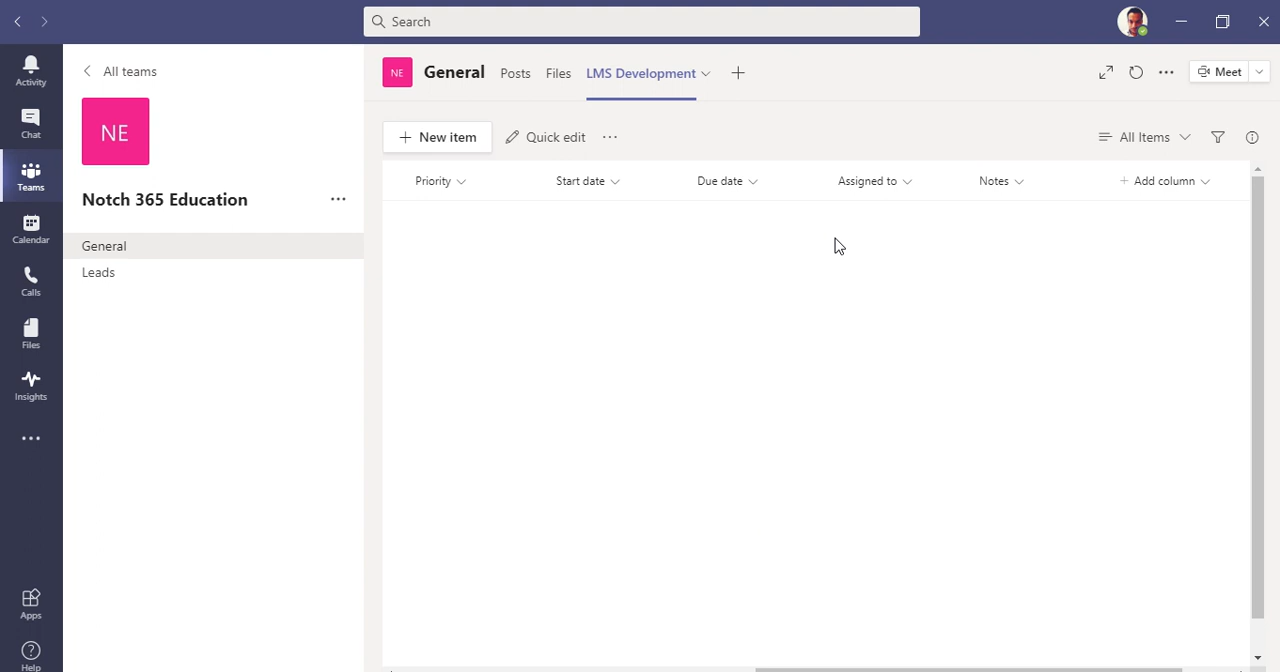 Search
Activity
Chat
Teams
Calendar
Calls
Files
Insights
Apps
Help
All teams
NE
Notch 365 Education
General
Leads
NE
General
Posts
Files
LMS Development
Meet
New item
Quick edit
All Items
Priority
Start date
Due date
Assigned to
Notes
Add column